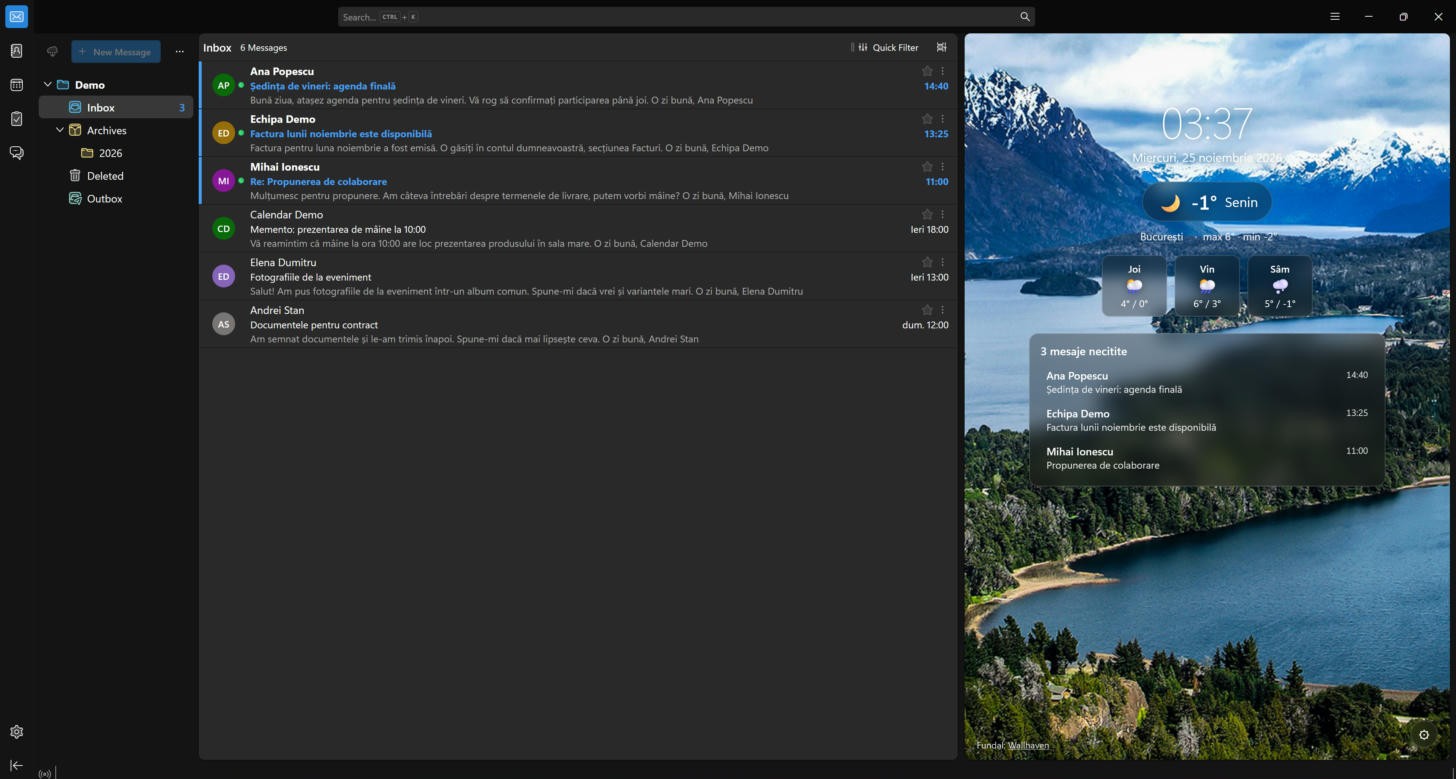 Search... CTRL + K
New Message
Demo
Inbox 3
Archives
2026
Deleted
Outbox
Inbox 6 Messages
Quick Filter
AP
Ana Popescu
Ședința de vineri: agenda finală 14:40
Bună ziua, atașez agenda pentru ședința de vineri. Vă rog să confirmați participarea până joi. O zi bună, Ana Popescu
ED
Echipa Demo
Factura lunii noiembrie este disponibilă 13:25
Factura pentru luna noiembrie a fost emisă. O găsiți în contul dumneavoastră, secțiunea Facturi. O zi bună, Echipa Demo
MI
Mihai Ionescu
Re: Propunerea de colaborare 11:00
Mulțumesc pentru propunere. Am câteva întrebări despre termenele de livrare, putem vorbi mâine? O zi bună, Mihai Ionescu
CD
Calendar Demo
Memento: prezentarea de mâine la 10:00 Ieri 18:00
Vă reamintim că mâine la ora 10:00 are loc prezentarea produsului în sala mare. O zi bună, Calendar Demo
ED
Elena Dumitru
Fotografiile de la eveniment Ieri 13:00
Salut! Am pus fotografiile de la eveniment într-un album comun. Spune-mi dacă vrei și variantele mari. O zi bună, Elena Dumitru
AS
Andrei Stan
Documentele pentru contract dum. 12:00
Am semnat documentele și le-am trimis înapoi. Spune-mi dacă mai lipsește ceva. O zi bună, Andrei Stan
03:37
Miercuri, 25 noiembrie 2026
-1° Senin
București · max 6° · min -2°
Joi Vin Sâm
4° / 0° 6° / 3° 5° / -1°
3 mesaje necitite
Ana Popescu 14:40
Ședința de vineri: agenda finală
Echipa Demo 13:25
Factura lunii noiembrie este disponibilă
Mihai Ionescu 11:00
Propunerea de colaborare
Fundal: Wallhaven